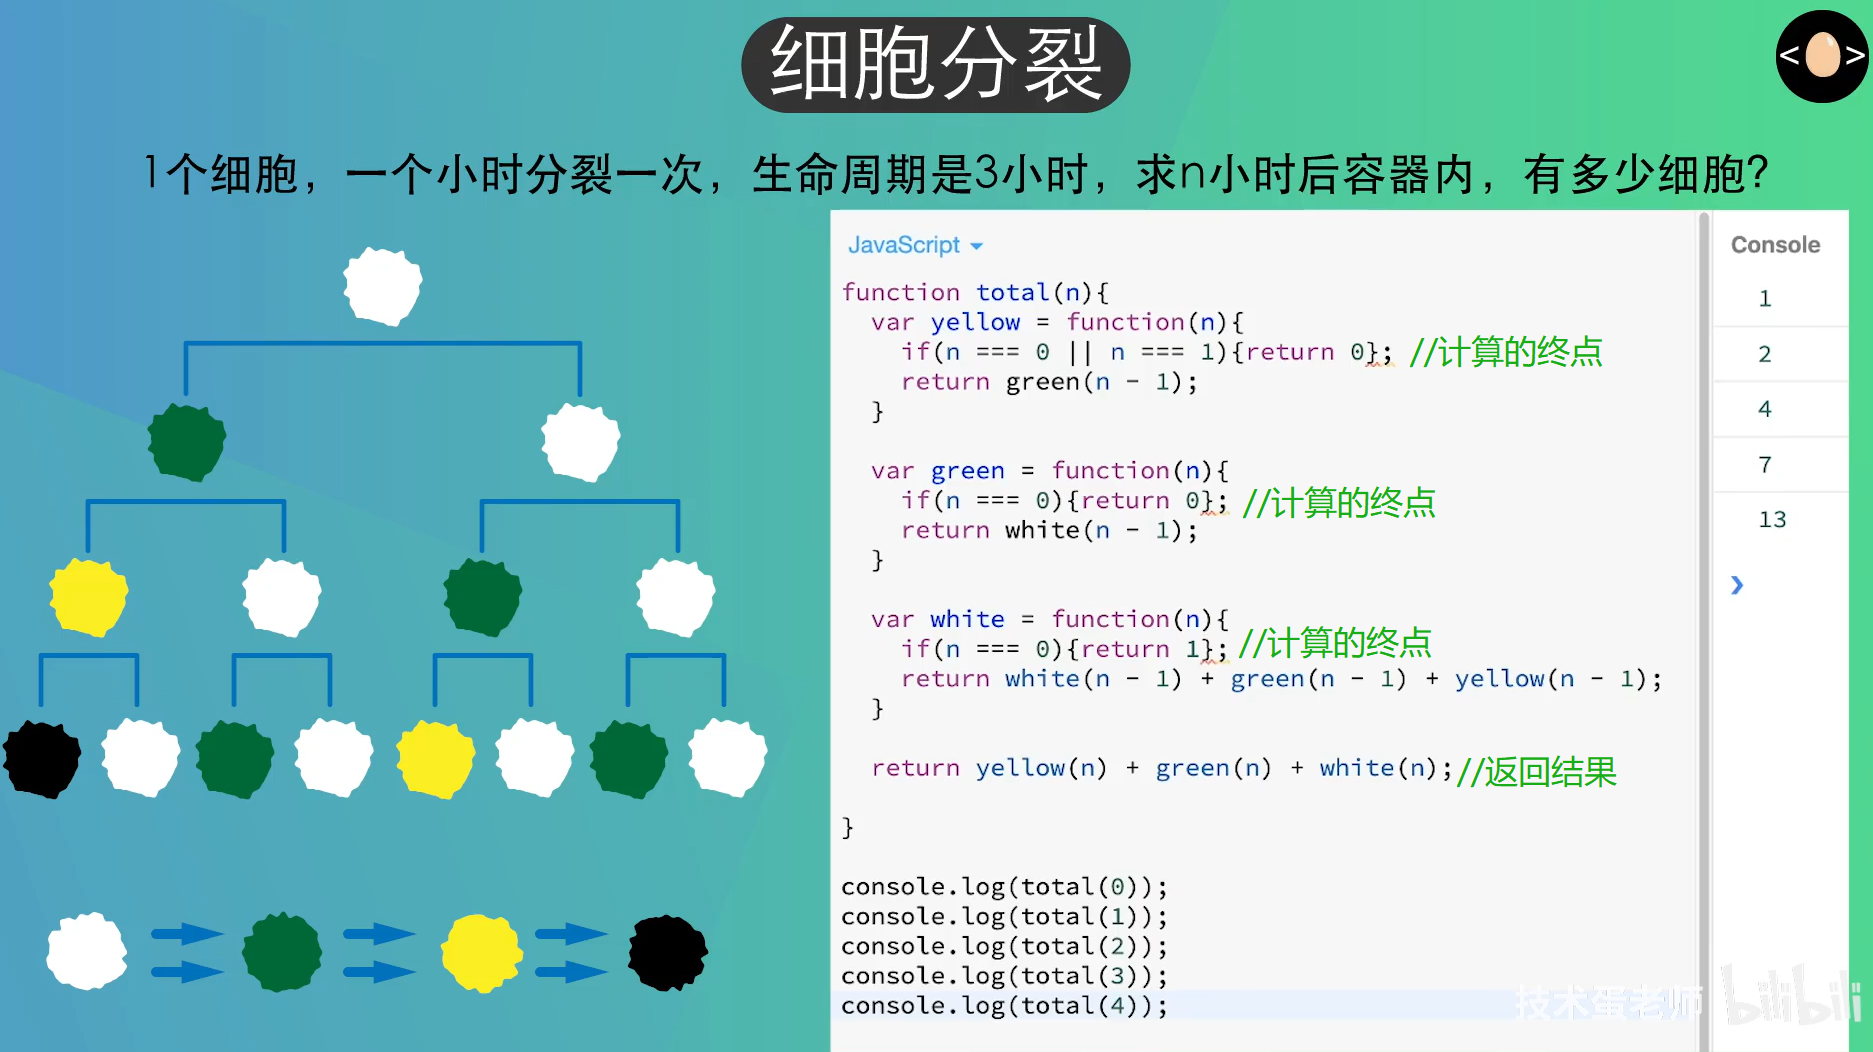 细胞分裂
< >
1个细胞，一个小时分裂一次，生命周期是3小时，求n小时后容器内，有多少细胞？
JavaScript
function total(n){
  var yellow = function(n){
    if(n === 0 || n === 1){return 0}; //计算的终点
    return green(n - 1);
  }
  var green = function(n){
    if(n === 0){return 0}; //计算的终点
    return white(n - 1);
  }
  var white = function(n){
    if(n === 0){return 1}; //计算的终点
    return white(n - 1) + green(n - 1) + yellow(n - 1);
  }
  return yellow(n) + green(n) + white(n);//返回结果
}
console.log(total(0));
console.log(total(1));
console.log(total(2));
console.log(total(3));
console.log(total(4));
Console
1
2
4
7
13
技术蛋老师 bilibili